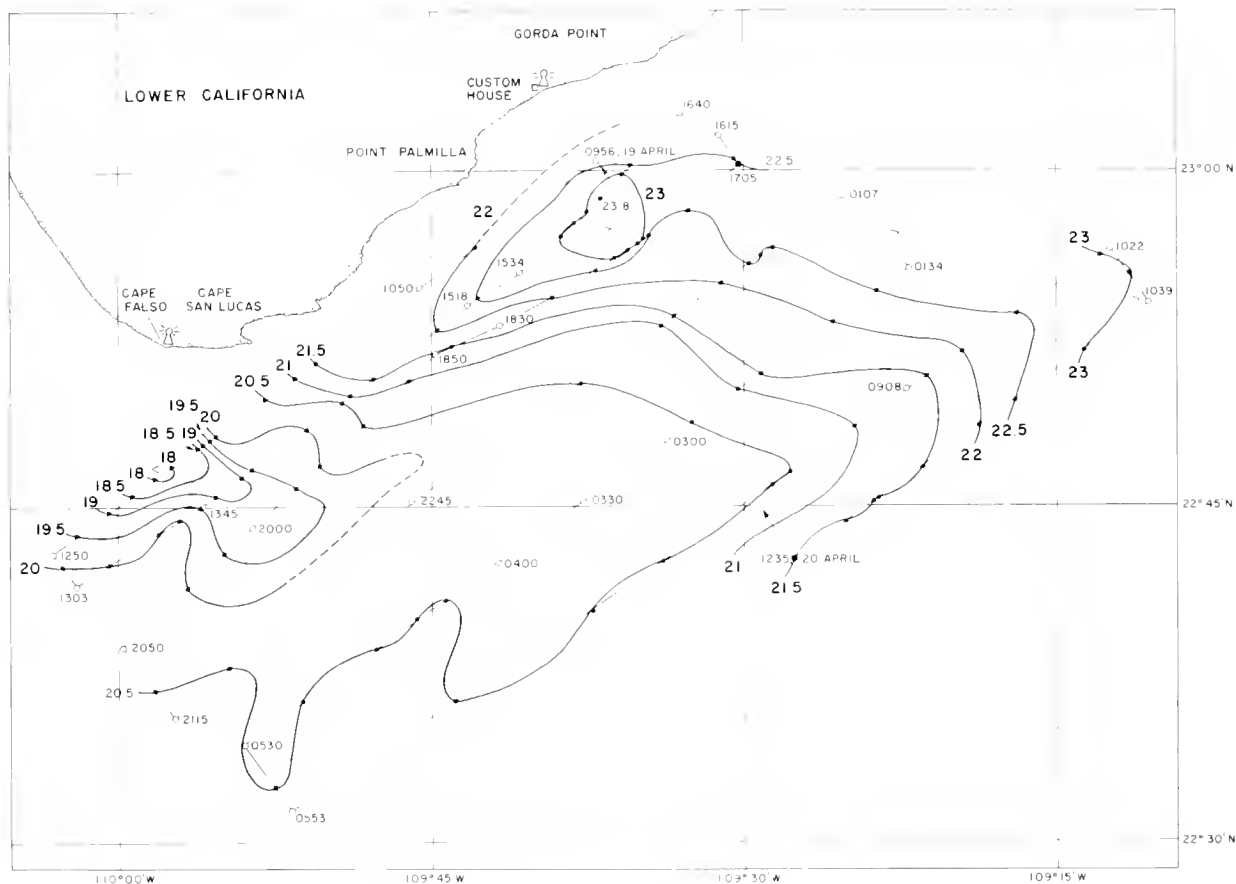 GORDA POINT
CUSTOM
HOUSE
LOWER CALIFORNIA
1640
1615
POINT PALMILLA
0956, 19 APRIL
22.5
23°00 N
1705
23
0107
22
23.8
23
1022
1534
0134
1050
1518
1039
CAPE
FALSO
CAPE
SAN LUCAS
1830
21.5
1850
21
23
20.5
0908
19.5
20
18.5
19
22.5
18
0300
22
18
18.5
2245
0330
22°45 N
19
1345
19.5
2000
1250
0400
21
1235, 20 APRIL
20
21.5
1303
2050
20.5
2115
0530
0553
22°30 N
110°00'W
109°45'W
109°30'W
109°15'W